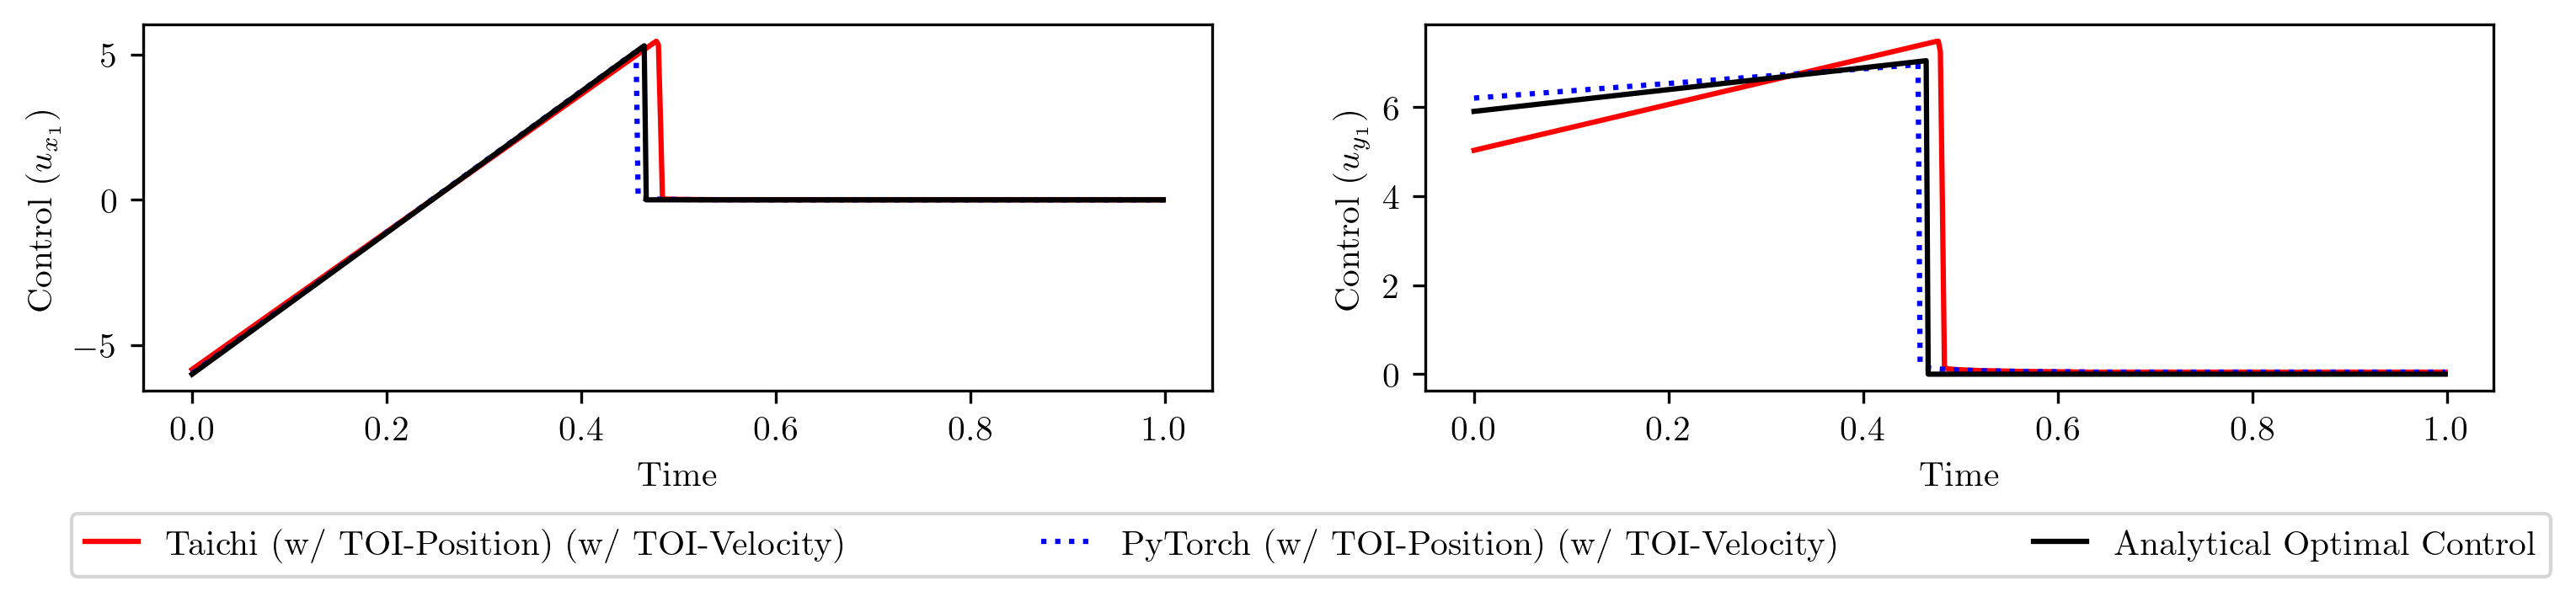 Control (u_{x_1})
5
0
−5
0.0 0.2 0.4 0.6 0.8 1.0
Time
Control (u_{y_1})
6
4
2
0
0.0 0.2 0.4 0.6 0.8 1.0
Time
Taichi (w/ TOI-Position) (w/ TOI-Velocity)
PyTorch (w/ TOI-Position) (w/ TOI-Velocity)
Analytical Optimal Control